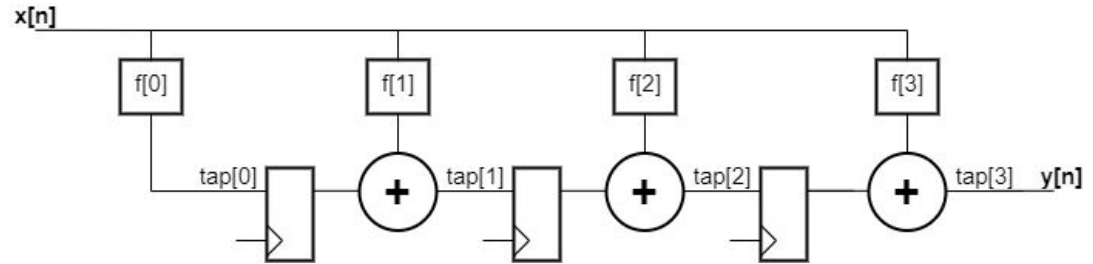 x[n]
f[0] f[1] f[2] f[3]
tap[0] + tap[1] + tap[2] + tap[3] y[n]